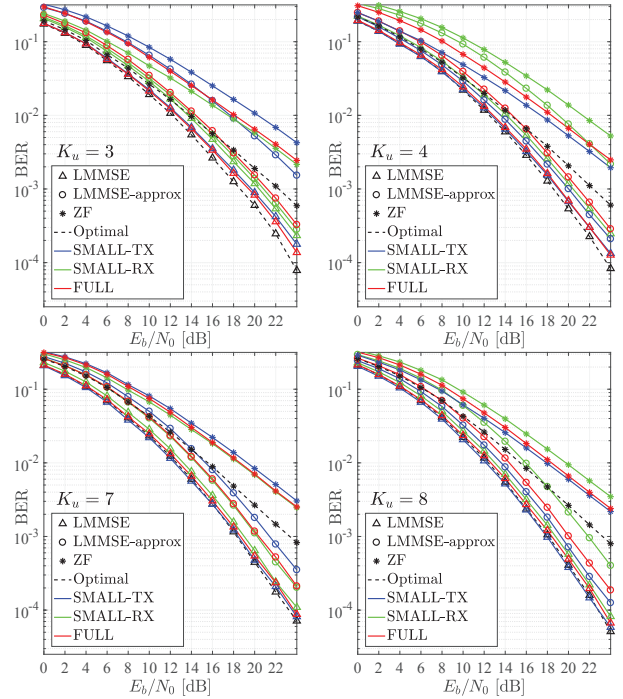 10^{-1}
10^{-2}
10^{-3}
10^{-4}
BER
K_u = 3
LMMSE
LMMSE-approx
ZF
Optimal
SMALL-TX
SMALL-RX
FULL
0 2 4 6 8 10 12 14 16 18 20 22
E_b/N_0 [dB]
10^{-1}
10^{-2}
10^{-3}
10^{-4}
BER
K_u = 4
LMMSE
LMMSE-approx
ZF
Optimal
SMALL-TX
SMALL-RX
FULL
0 2 4 6 8 10 12 14 16 18 20 22
E_b/N_0 [dB]
10^{-1}
10^{-2}
10^{-3}
10^{-4}
BER
K_u = 7
LMMSE
LMMSE-approx
ZF
Optimal
SMALL-TX
SMALL-RX
FULL
0 2 4 6 8 10 12 14 16 18 20 22
E_b/N_0 [dB]
10^{-1}
10^{-2}
10^{-3}
10^{-4}
BER
K_u = 8
LMMSE
LMMSE-approx
ZF
Optimal
SMALL-TX
SMALL-RX
FULL
0 2 4 6 8 10 12 14 16 18 20 22
E_b/N_0 [dB]